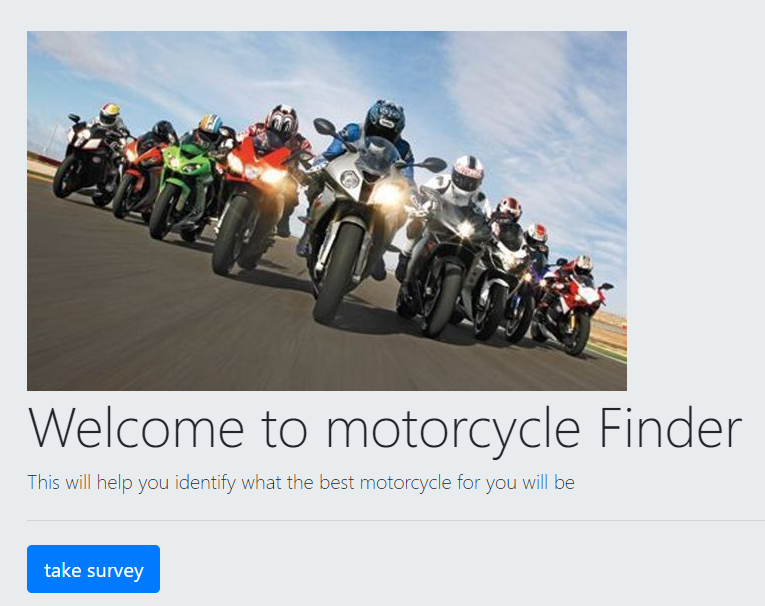 Welcome to motorcycle Finder
This will help you identify what the best motorcycle for you will be
take survey